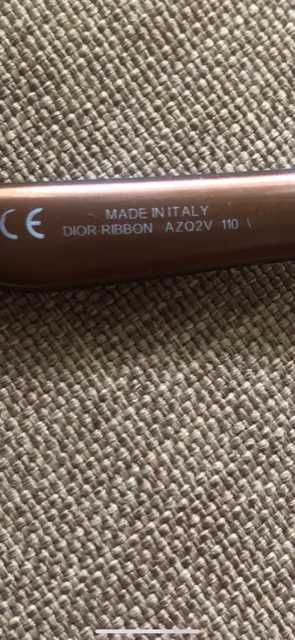 MADE IN ITALY
CE DIOR RIBBON AZQ2V 110 \